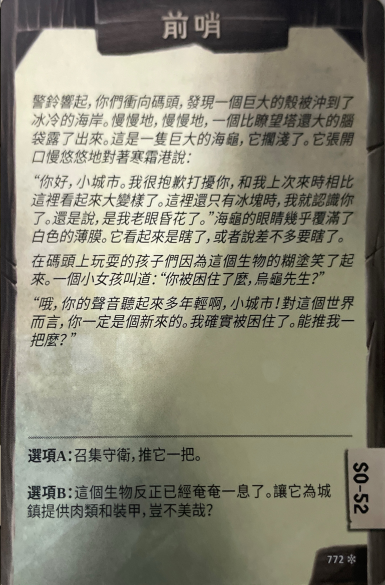 前哨
警鈴響起,你們衝向碼頭,發現一個巨大的殼被沖到了
冰冷的海岸。慢慢地,慢慢地,一個比瞭望塔還大的腦
袋露了出來。這是一隻巨大的海龜,它擱淺了。它張開
口慢悠悠地對著寒霜港說:
“你好,小城市。我很抱歉打擾你,和我上次來時相比
這裡看起來大變樣了。這裡還只有冰塊時,我就認識你
了。還是說,是我老眼昏花了。”海龜的眼睛幾乎覆滿了
白色的薄膜。它看起來是瞎了,或者說差不多要瞎了。
在碼頭上玩耍的孩子們因為這個生物的糊塗笑了起
來。一個小女孩叫道:“你被困住了麼,烏龜先生?”
“哦,你的聲音聽起來多年輕啊,小城市!對這個世界
而言,你一定是個新來的。我確實被困住了。能推我一
把麼?”
選項A:召集守衛,推它一把。
選項B:這個生物反正已經奄奄一息了。讓它為城
鎮提供肉類和裝甲,豈不美哉?
SO-52
772